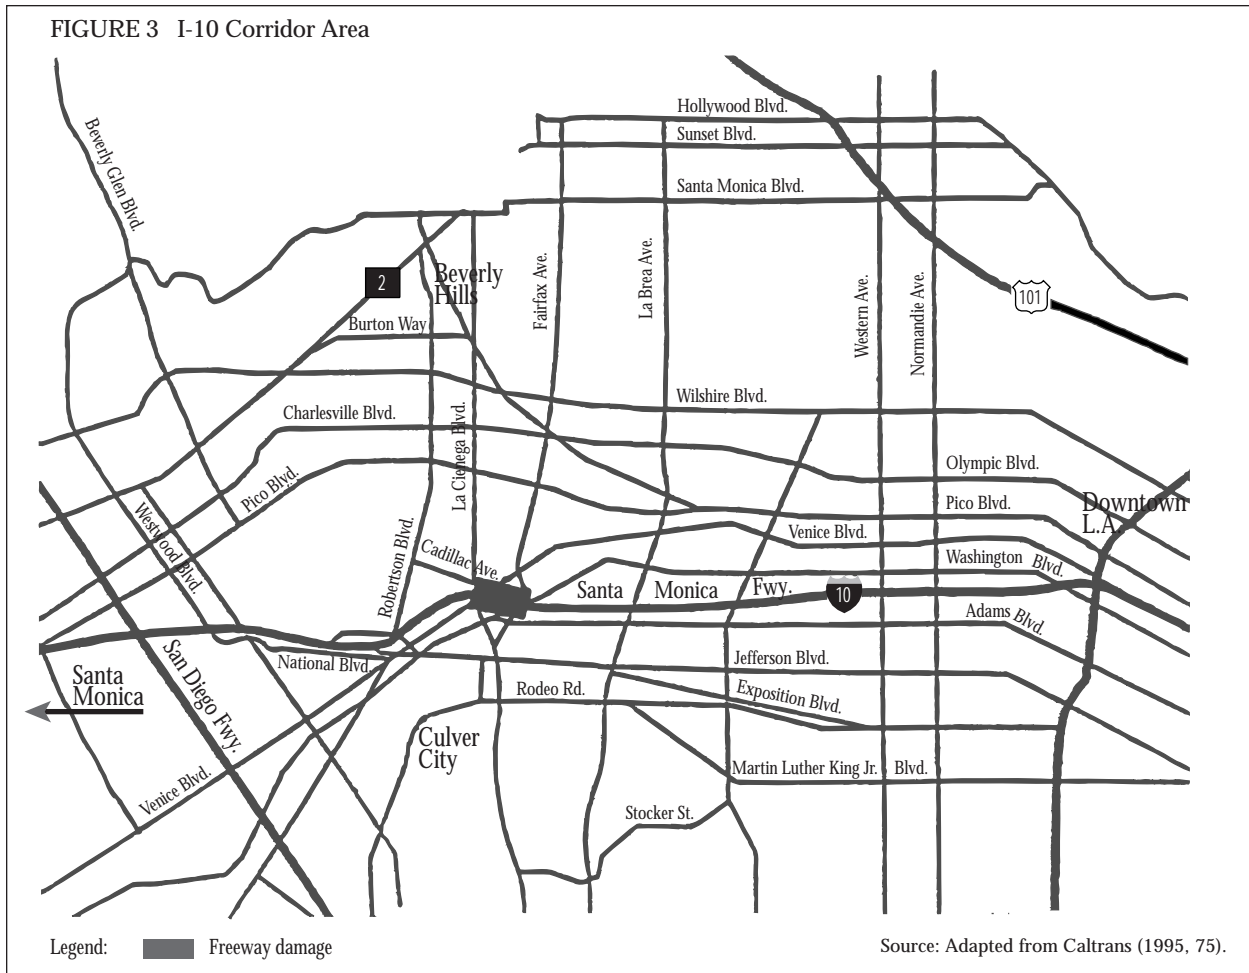 FIGURE 3 I-10 Corridor Area
Hollywood Blvd.
Sunset Blvd.
Beverly Glen Blvd.
Santa Monica Blvd.
2
Beverly
Hills
Fairfax Ave.
La Brea Ave.
Western Ave.
Normandie Ave.
101
Burton Way
Wilshire Blvd.
Charlesville Blvd.
La Cienega Blvd.
Olympic Blvd.
Pico Blvd.
Pico Blvd.
Downtown
L.A.
Westwood Blvd.
Robertson Blvd.
Cadillac Ave.
Venice Blvd.
Washington Blvd.
Santa Monica Fwy.
10
Adams Blvd.
National Blvd.
Jefferson Blvd.
Santa
Monica
San Diego Fwy.
Rodeo Rd.
Exposition Blvd.
Culver
City
Venice Blvd.
Martin Luther King Jr. Blvd.
Stocker St.
Legend: Freeway damage
Source: Adapted from Caltrans (1995, 75).